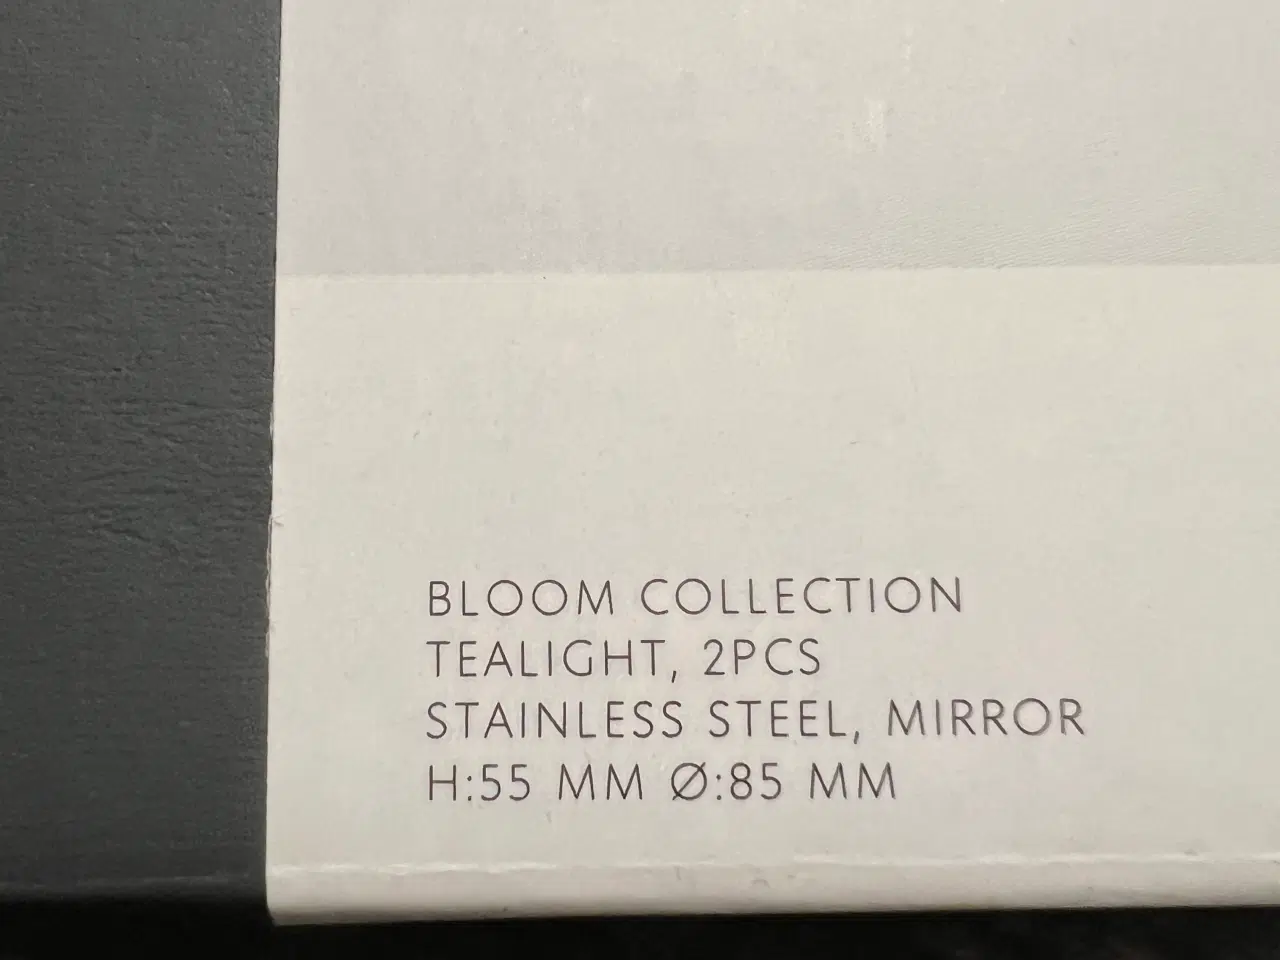 BLOOM COLLECTION
TEALIGHT, 2PCS
STAINLESS STEEL, MIRROR
H:55 MM Ø:85 MM